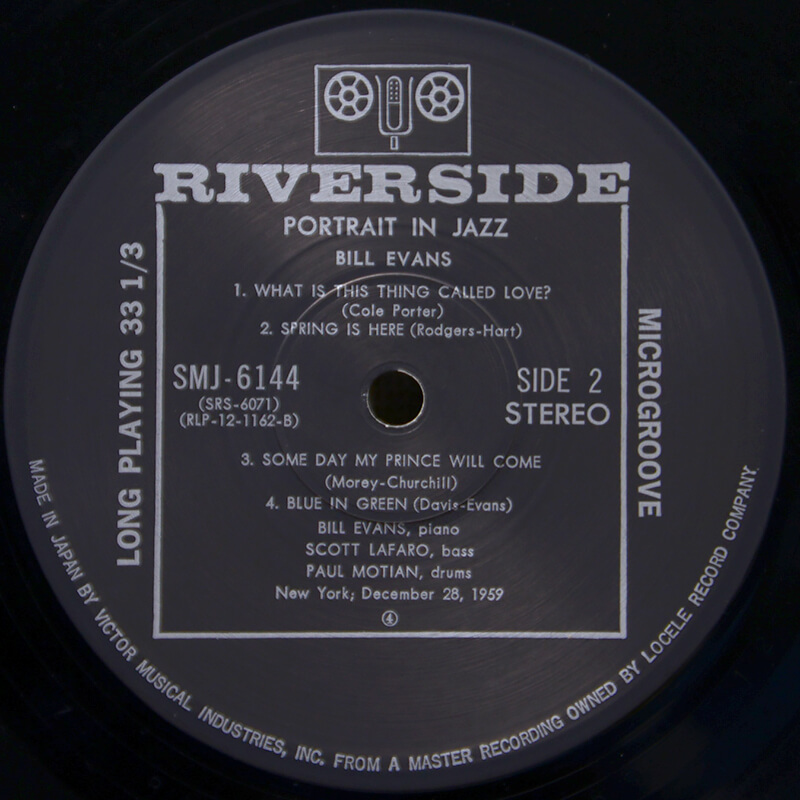 RIVERSIDE
PORTRAIT IN JAZZ
BILL EVANS
1. WHAT IS THIS THING CALLED LOVE?
(Cole Porter)
2. SPRING IS HERE (Rodgers-Hart)
SMJ-6144
(SRS-6071)
(RLP-12-1162-B)
SIDE 2
STEREO
3. SOME DAY MY PRINCE WILL COME
(Morey-Churchill)
4. BLUE IN GREEN (Davis-Evans)
BILL EVANS, piano
SCOTT LAFARO, bass
PAUL MOTIAN, drums
New York; December 28, 1959
④
LONG PLAYING 33 1/3
MICROGROOVE
MADE IN JAPAN BY VICTOR MUSICAL INDUSTRIES, INC. FROM A MASTER RECORDING OWNED BY LOCELE RECORD COMPANY.